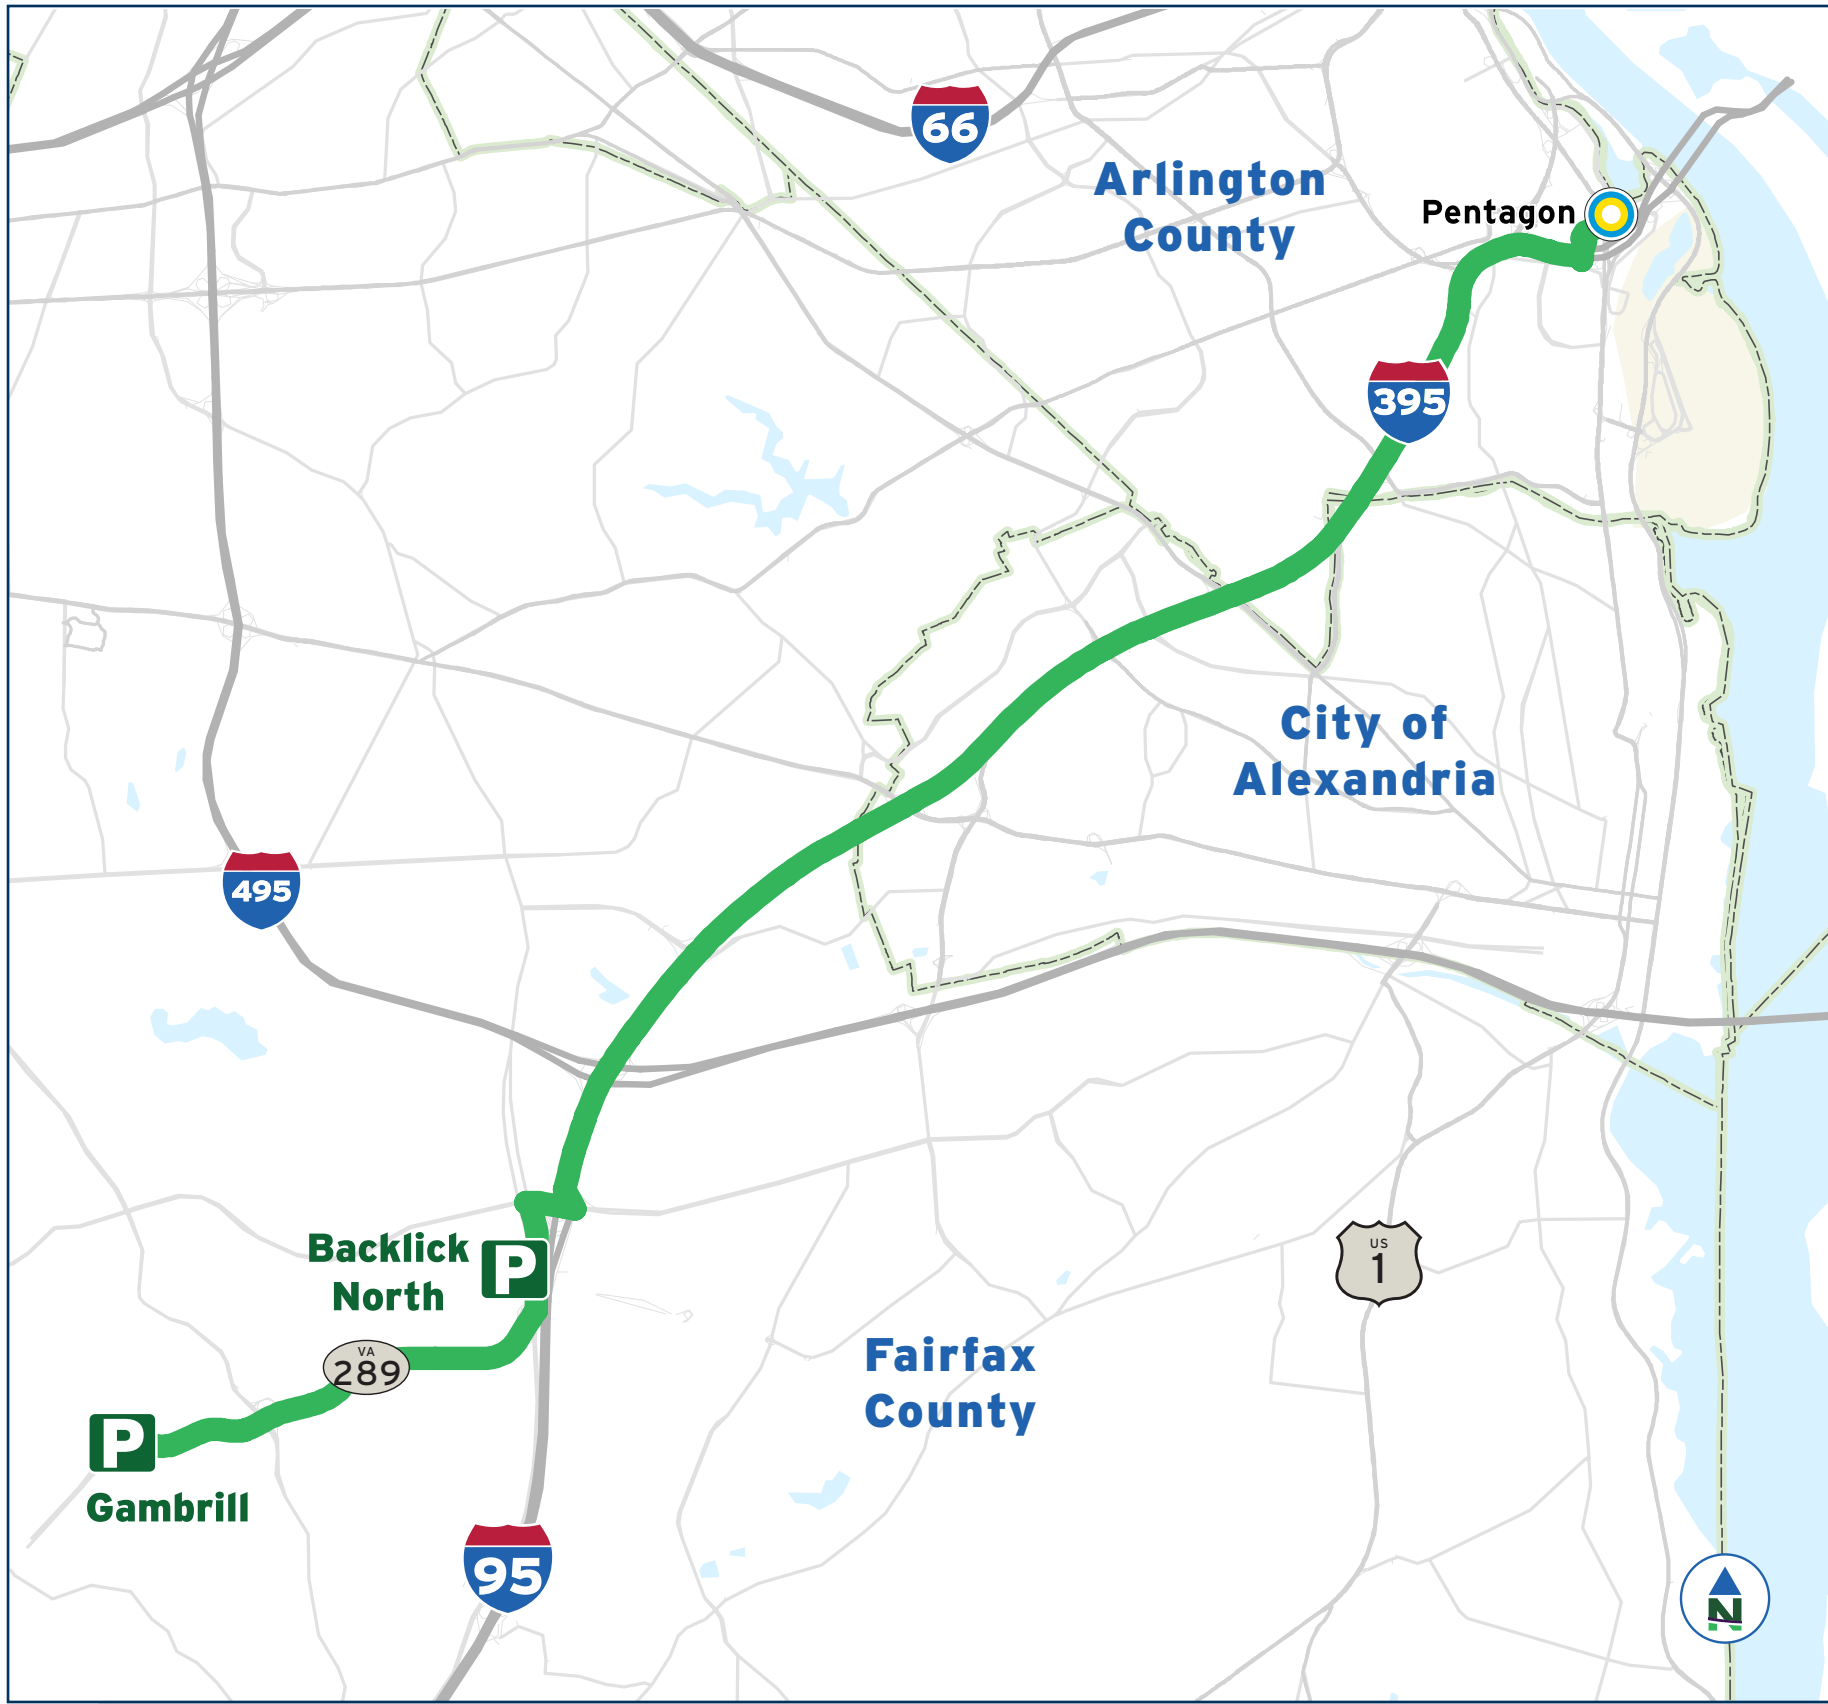 66
Arlington
County
Pentagon
395
City of
Alexandria
495
Backlick
North
P
US
1
VA
289
Fairfax
County
P
Gambrill
95
N